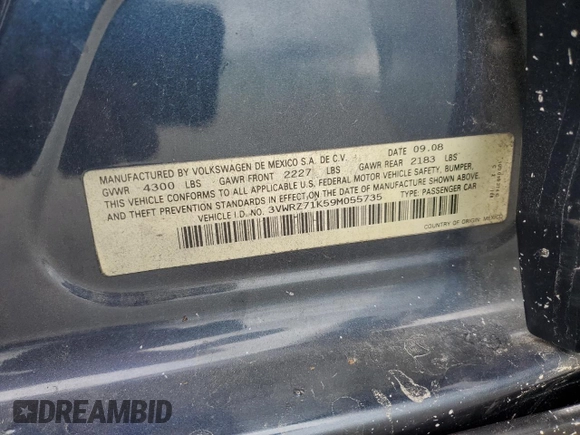 MANUFACTURED BY VOLKSWAGEN DE MEXICO S.A. DE C.V. DATE 09.08
GVWR 4300 LBS GAWR FRONT 2227 LBS GAWR REAR 2183 LBS
THIS VEHICLE CONFORMS TO ALL APPLICABLE U.S. FEDERAL MOTOR VEHICLE SAFETY, BUMPER,
AND THEFT PREVENTION STANDARDS IN EFFECT ON THE DATE OF MANUFACTURE SHOWN ABOVE.
VEHICLE I.D. NO. 3VWRZ71K59M055735 TYPE: PASSENGER CAR
COUNTRY OF ORIGIN: MEXICO
DREAMBID